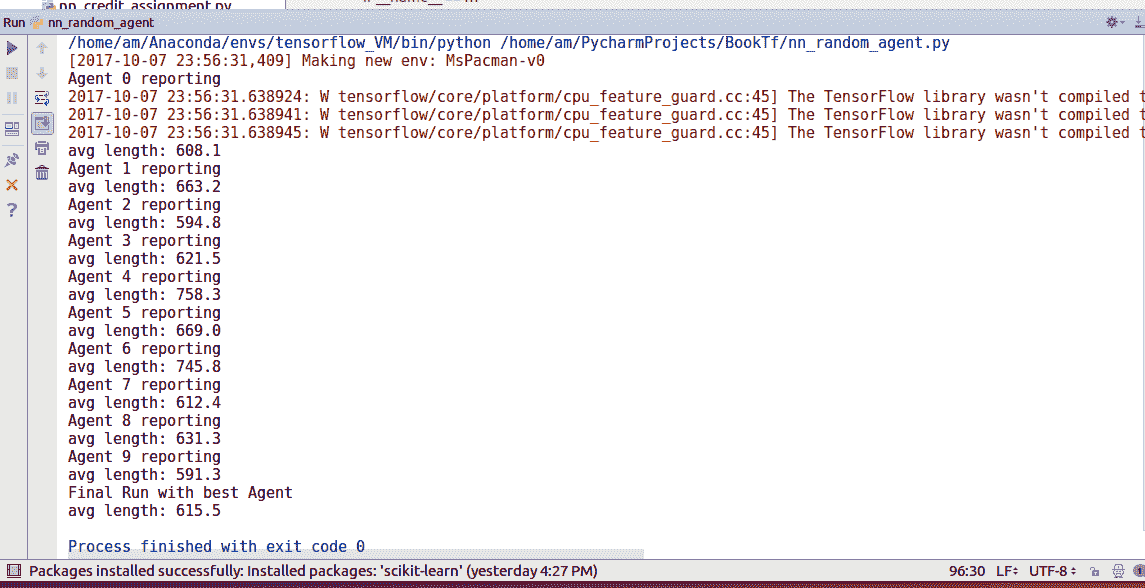 nn_credit_assignment.py
Run nn_random_agent
/home/am/Anaconda/envs/tensorflow_VM/bin/python /home/am/PycharmProjects/BookTf/nn_random_agent.py
[2017-10-07 23:56:31,409] Making new env: MsPacman-v0
Agent 0 reporting
2017-10-07 23:56:31.638924: W tensorflow/core/platform/cpu_feature_guard.cc:45] The TensorFlow library wasn't compiled t
2017-10-07 23:56:31.638941: W tensorflow/core/platform/cpu_feature_guard.cc:45] The TensorFlow library wasn't compiled t
2017-10-07 23:56:31.638945: W tensorflow/core/platform/cpu_feature_guard.cc:45] The TensorFlow library wasn't compiled t
avg length: 608.1
Agent 1 reporting
avg length: 663.2
Agent 2 reporting
avg length: 594.8
Agent 3 reporting
avg length: 621.5
Agent 4 reporting
avg length: 758.3
Agent 5 reporting
avg length: 669.0
Agent 6 reporting
avg length: 745.8
Agent 7 reporting
avg length: 612.4
Agent 8 reporting
avg length: 631.3
Agent 9 reporting
avg length: 591.3
Final Run with best Agent
avg length: 615.5
Process finished with exit code 0
Packages installed successfully: Installed packages: 'scikit-learn' (yesterday 4:27 PM) 96:30 LF UTF-8